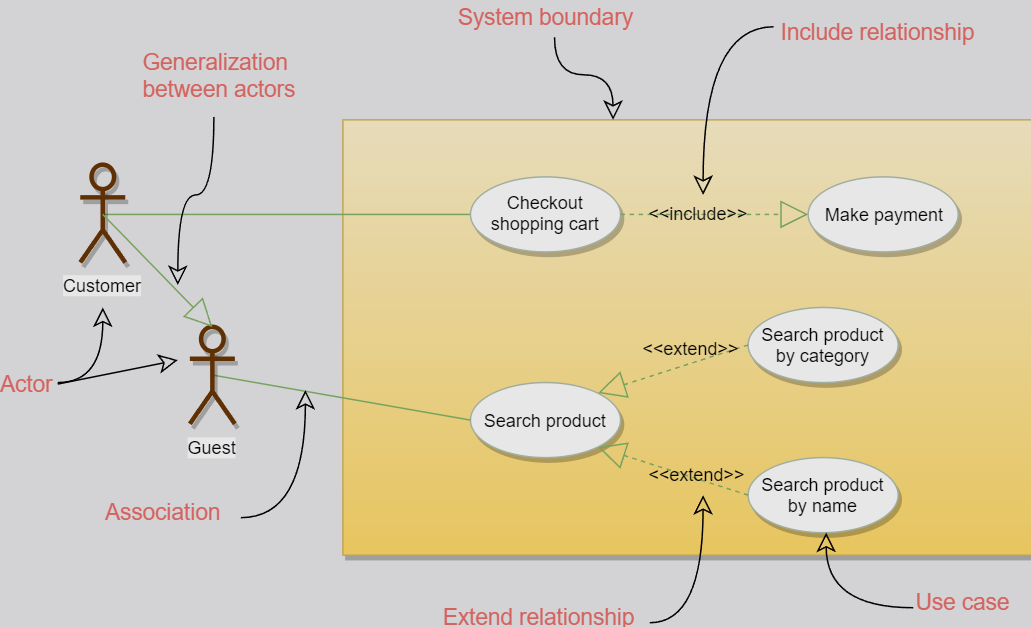 System boundary
Include relationship
Generalization
between actors
Checkout
shopping cart
<<include>>
Make payment
Customer
Search product
by category
<<extend>>
Actor
Search product
Guest
<<extend>>
Search product
by name
Association
Use case
Extend relationship